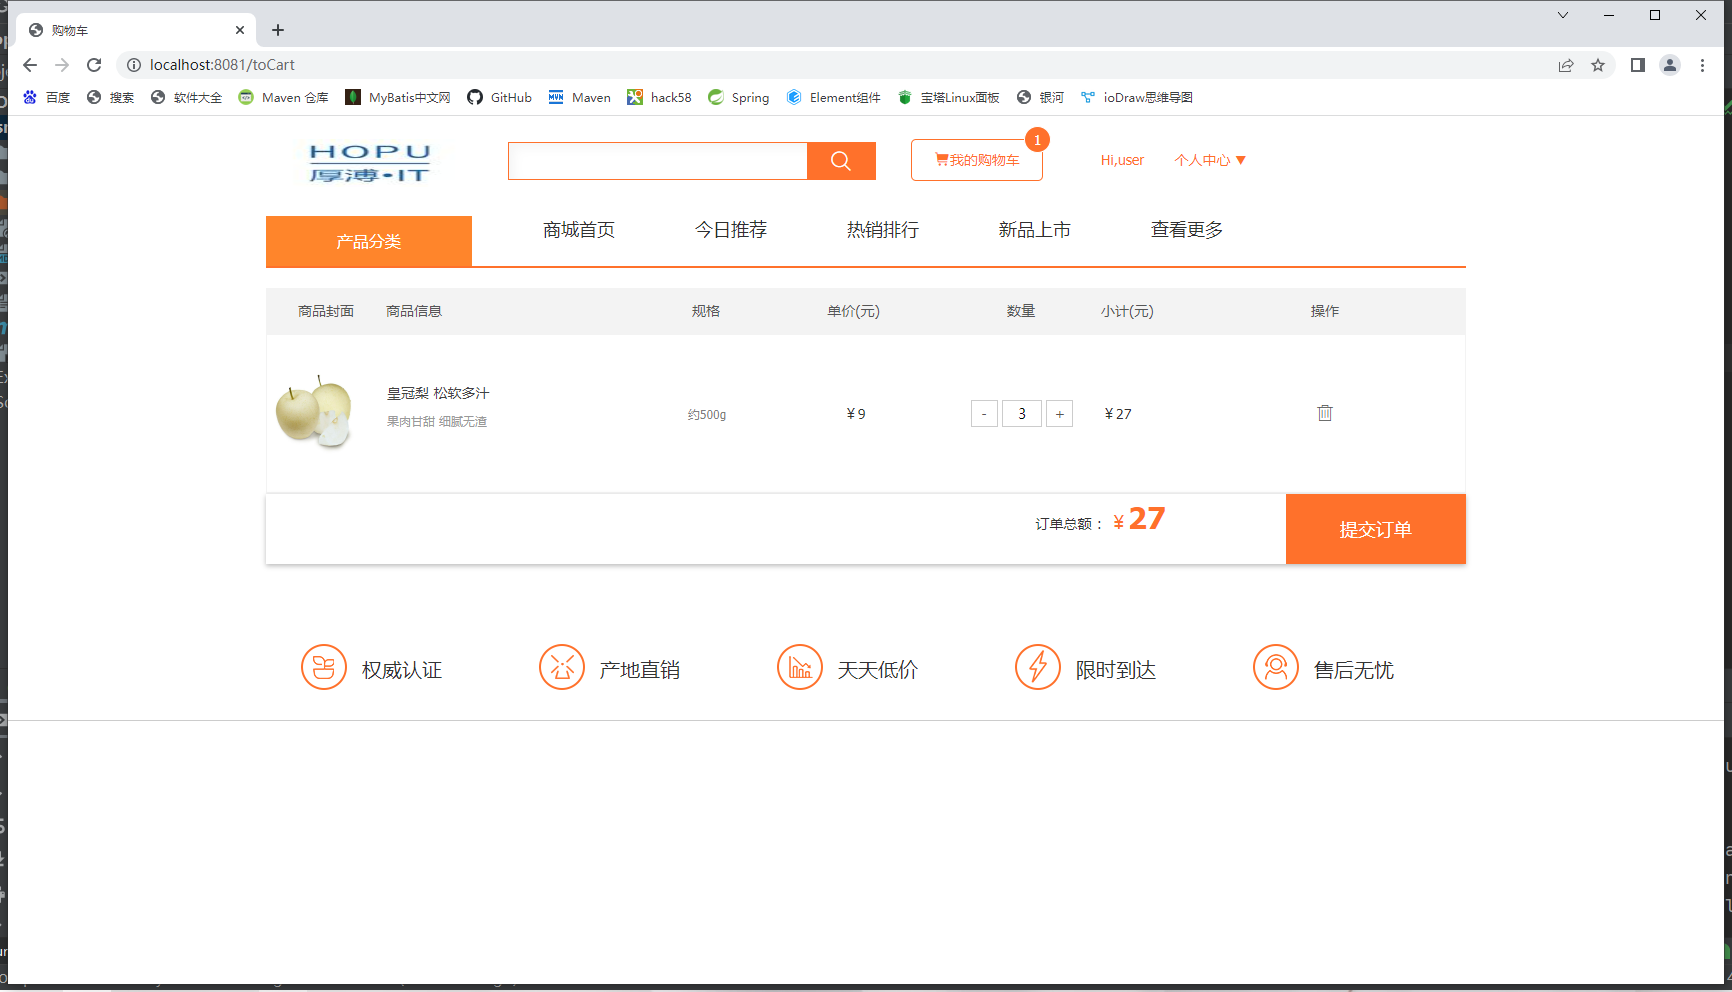 购物车
localhost:8081/toCart
百度 搜索 软件大全 Maven 仓库 MyBatis中文网 GitHub Maven hack58 Spring Element组件 宝塔Linux面板 银河 ioDraw思维导图
HOPU
厚溥·IT
我的购物车 1
Hi,user 个人中心 ▼
产品分类 商城首页 今日推荐 热销排行 新品上市 查看更多
商品封面 商品信息 规格 单价(元) 数量 小计(元) 操作
皇冠梨 松软多汁
果肉甘甜 细腻无渣
约500g ¥9 - 3 + ¥27
订单总额： ¥27 提交订单
权威认证 产地直销 天天低价 限时到达 售后无忧